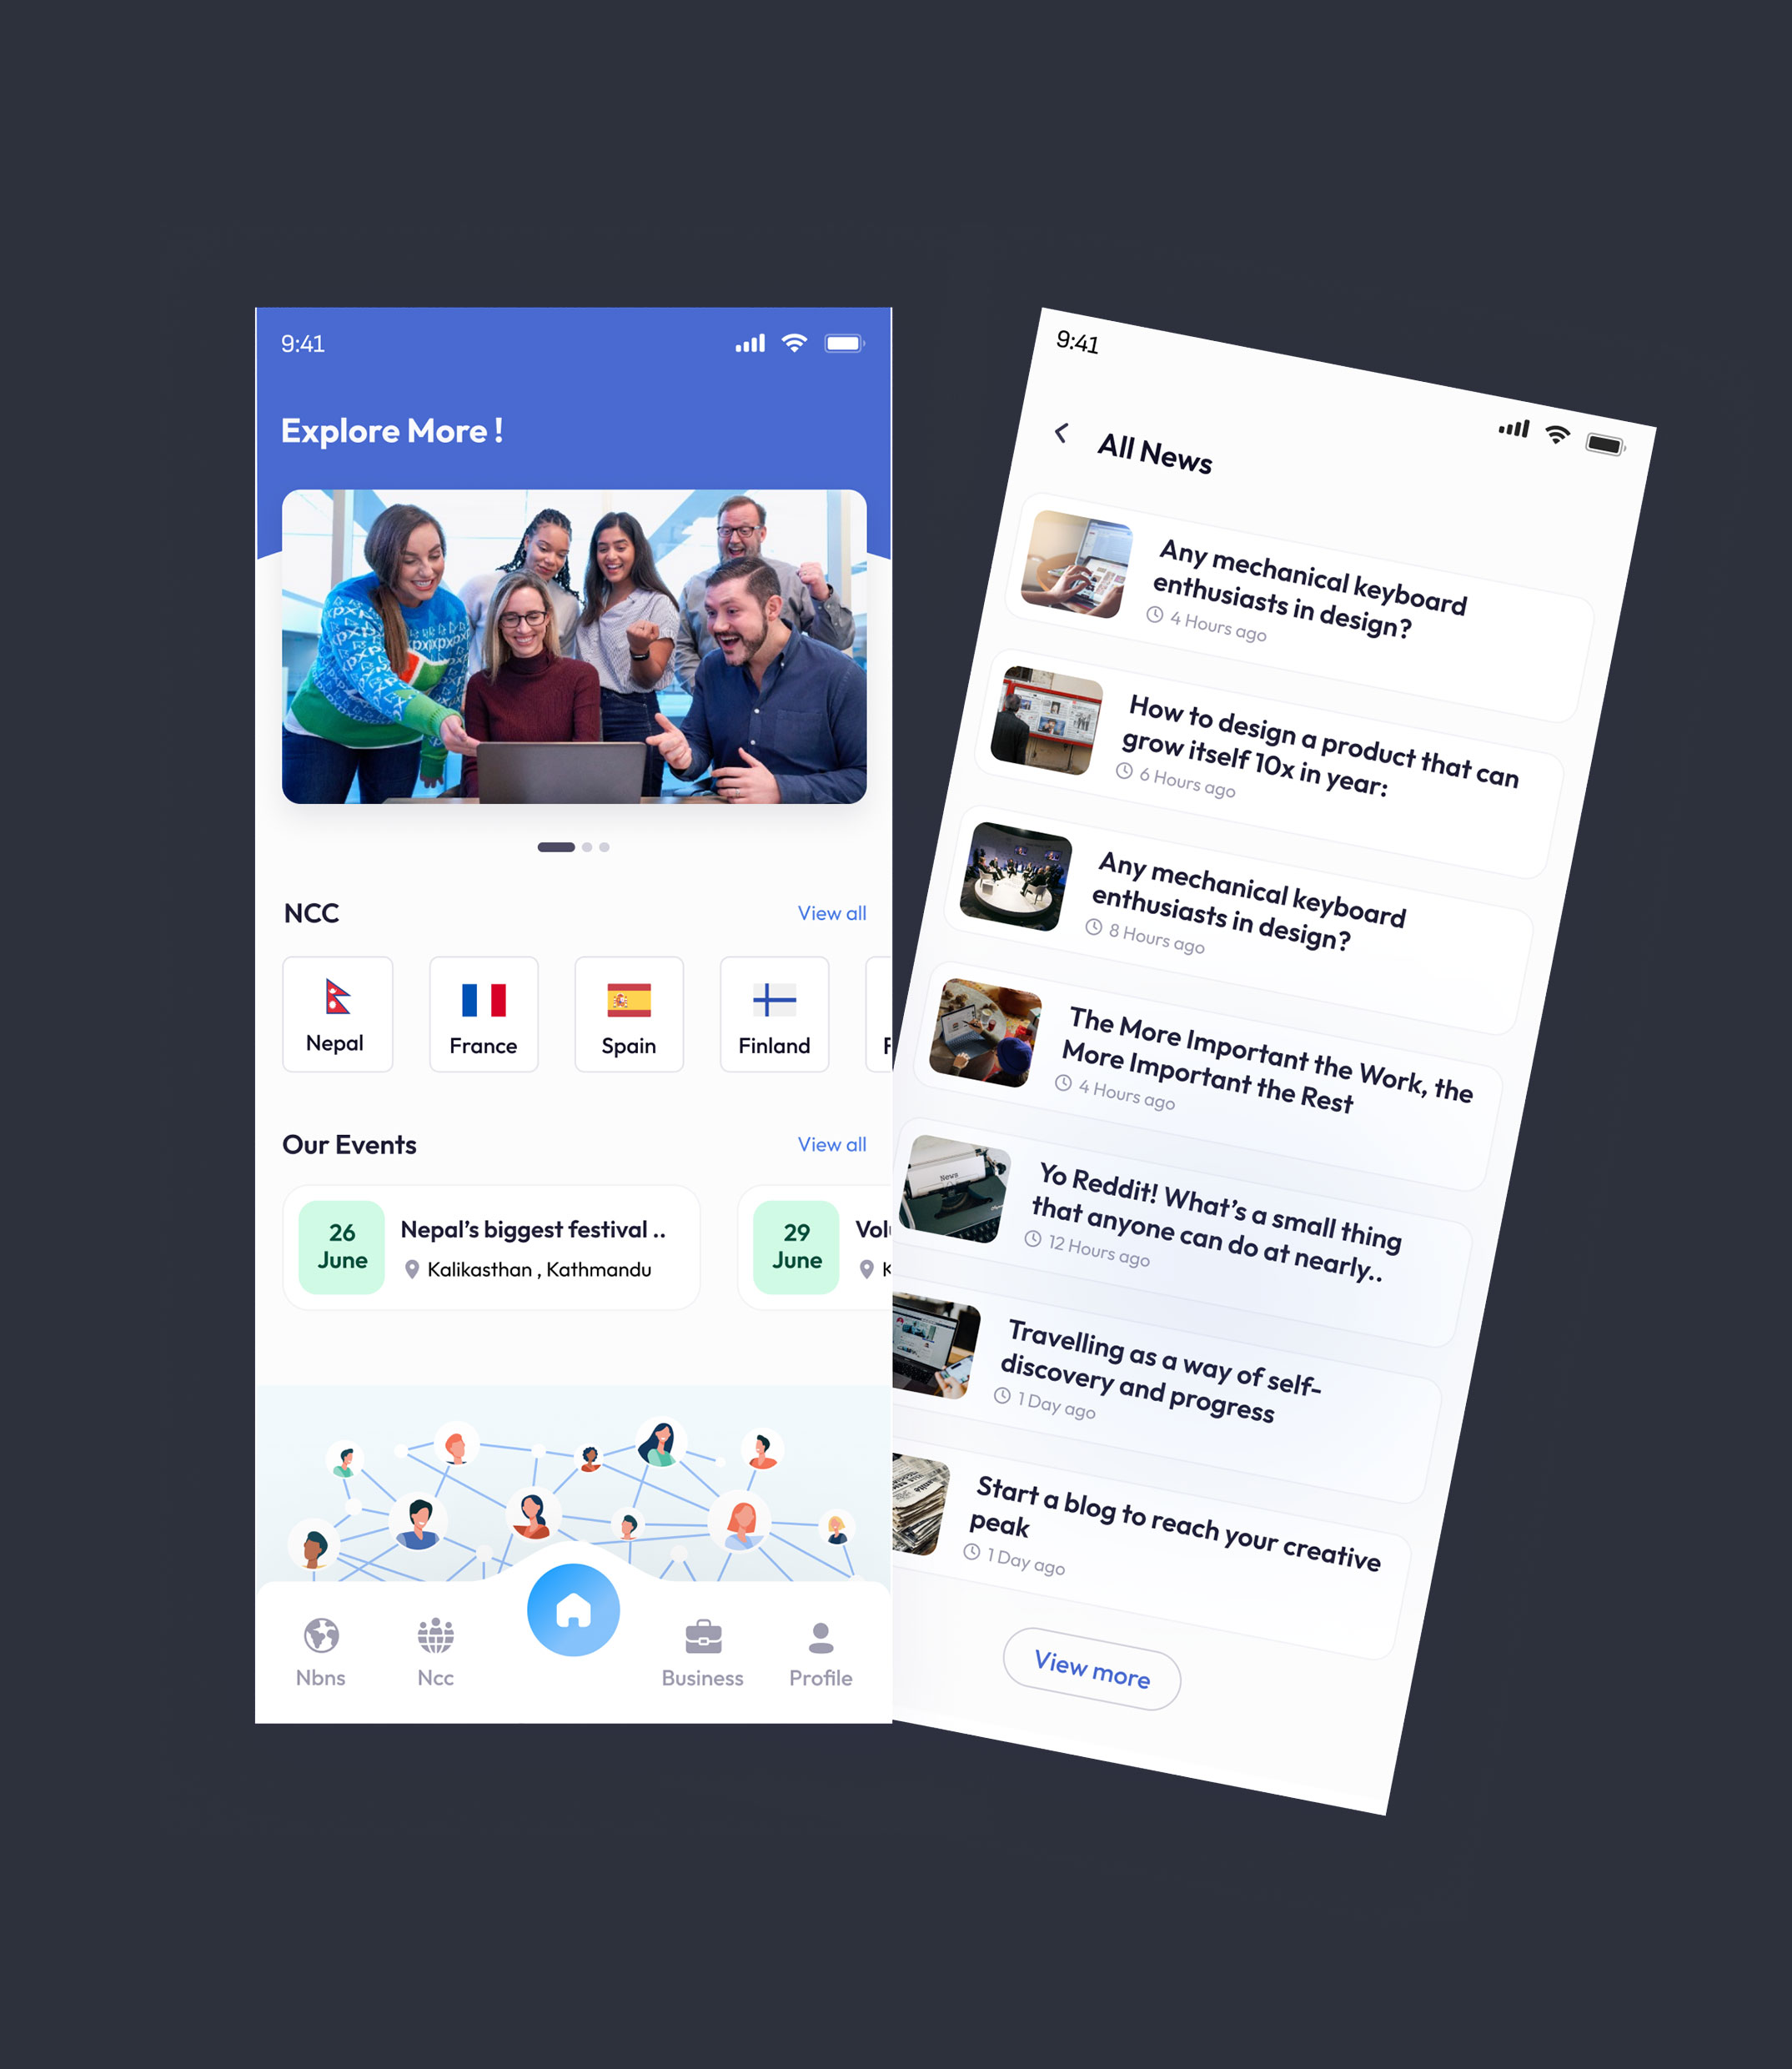 9:41
Explore More !
NCC
View all
Nepal
France
Spain
Finland
Our Events
View all
26
June
Nepal’s biggest festival ..
Kalikasthan , Kathmandu
29
June
Nbns
Ncc
Business
Profile
9:41
All News
Any mechanical keyboard
enthusiasts in design?
4 Hours ago
How to design a product that can
grow itself 10x in year:
6 Hours ago
Any mechanical keyboard
enthusiasts in design?
8 Hours ago
The More Important the Work, the
More Important the Rest
4 Hours ago
News
Yo Reddit! What’s a small thing
that anyone can do at nearly..
12 Hours ago
Travelling as a way of self-
discovery and progress
1 Day ago
Start a blog to reach your creative
peak
1 Day ago
View more